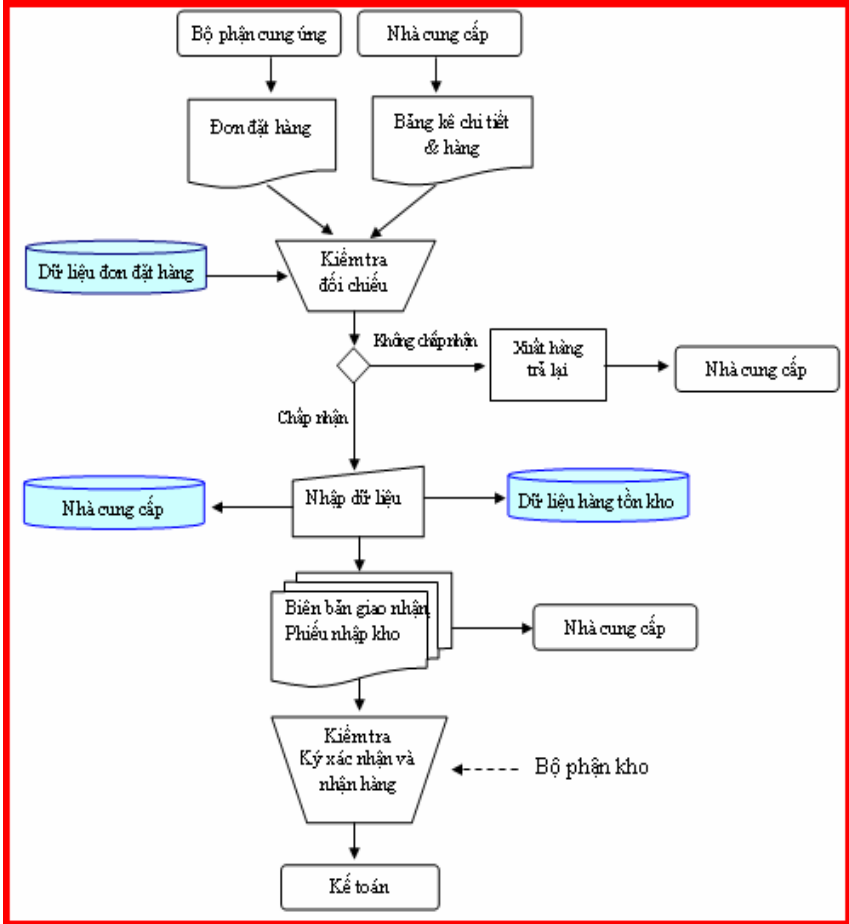 Bộ phận cung ứng
Nhà cung cấp
Đơn đặt hàng
Bảng kê chi tiết
& hàng
Dữ liệu đơn đặt hàng
Kiểm tra
đối chiếu
Không chấp nhận
Xuất hàng
trả lại
Nhà cung cấp
Chấp nhận
Nhà cung cấp
Nhập dữ liệu
Dữ liệu hàng tồn kho
Biên bản giao nhận,
Phiếu nhập kho
Nhà cung cấp
Kiểm tra
Ký xác nhận và
nhận hàng
Bộ phận kho
Kế toán